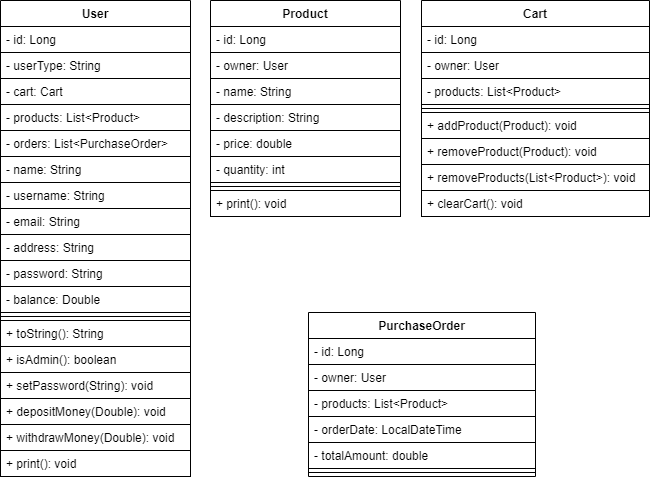 User
- id: Long
- userType: String
- cart: Cart
- products: List<Product>
- orders: List<PurchaseOrder>
- name: String
- username: String
- email: String
- address: String
- password: String
- balance: Double
+ toString(): String
+ isAdmin(): boolean
+ setPassword(String): void
+ depositMoney(Double): void
+ withdrawMoney(Double): void
+ print(): void
Product
- id: Long
- owner: User
- name: String
- description: String
- price: double
- quantity: int
+ print(): void
Cart
- id: Long
- owner: User
- products: List<Product>
+ addProduct(Product): void
+ removeProduct(Product): void
+ removeProducts(List<Product>): void
+ clearCart(): void
PurchaseOrder
- id: Long
- owner: User
- products: List<Product>
- orderDate: LocalDateTime
- totalAmount: double